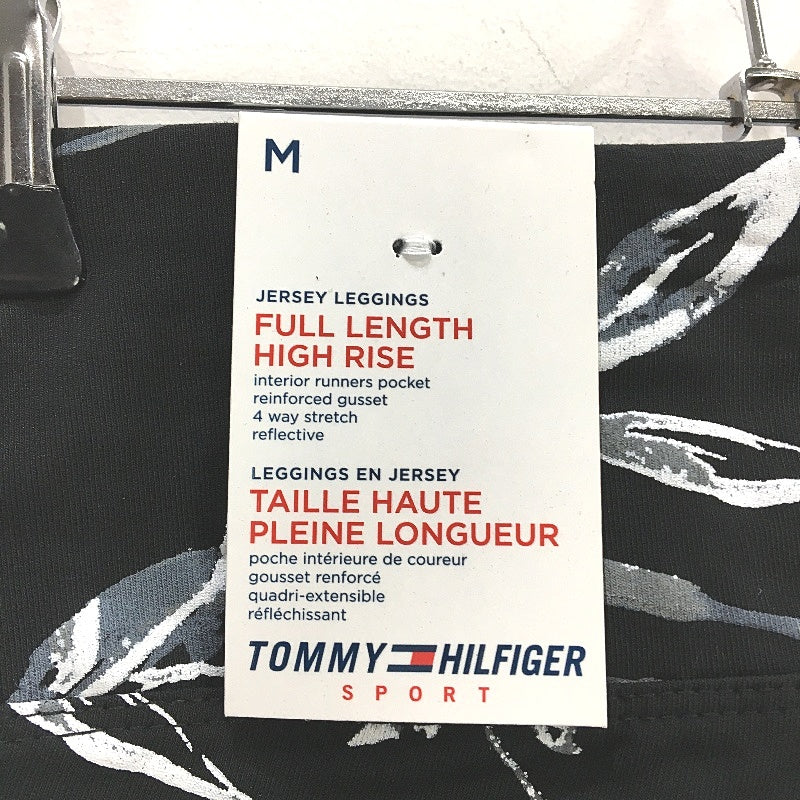 M
JERSEY LEGGINGS
FULL LENGTH
HIGH RISE
interior runners pocket
reinforced gusset
4 way stretch
reflective
LEGGINGS EN JERSEY
TAILLE HAUTE
PLEINE LONGUEUR
poche intérieure de coureur
gousset renforcé
quadri-extensible
réfléchissant
TOMMY HILFIGER
SPORT